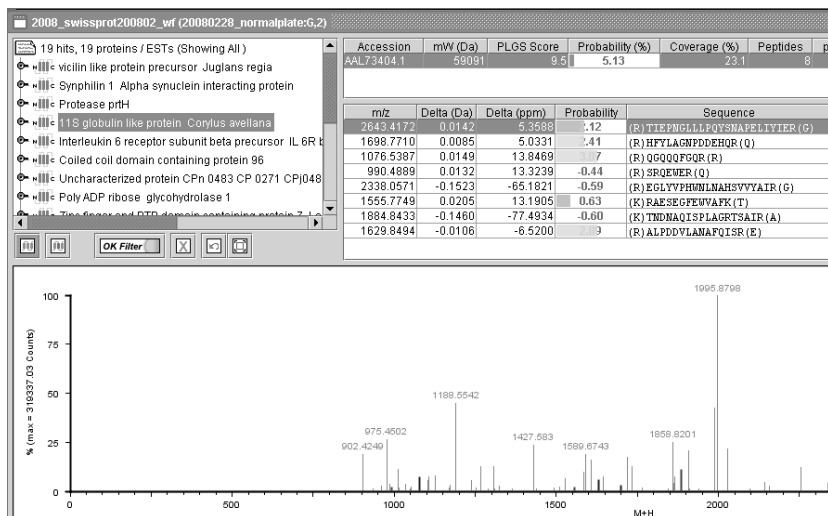 2008_swissprot200802_wf (20080228_normalplate:G,2)
19 hits, 19 proteins / ESTs (Showing All )
vicilin like protein precursor Juglans regia
Synphilin 1 Alpha synuclein interacting protein
Protease prtH
11S globulin like protein Corylus avellana
Interleukin 6 receptor subunit beta precursor IL 6R
Coiled coil domain containing protein 96
Uncharacterized protein CPn 0483 CP 0271 CPj048
Poly ADP ribose glycohydrolase 1
OK Filter
Accession mW (Da) PLGS Score Probability (%) Coverage (%) Peptides p
AAL73404.1 59091 9.5 5.13 23.1 8
m/z Delta (Da) Delta (ppm) Probability Sequence
2643.4172 0.0142 5.3588 2.12 (R)TIEPNGLLLPQYSNAPELIYIER(G)
1698.7710 0.0085 5.0331 2.41 (R)HFYLAGNPDDEHQR(Q)
1076.5387 0.0149 13.8469 3.07 (R)QGQQQFGQR(R)
990.4889 0.0132 13.3239 -0.44 (R)SRQEWER(Q)
2338.0571 -0.1523 -65.1821 -0.59 (R)EGLYVPHWNLNAHSVVYAIR(G)
1555.7749 0.0205 13.1905 0.63 (K)RAESEGFEWVAFK(T)
1884.8433 -0.1460 -77.4934 -0.60 (K)TNDNAQISPLAGRTSAIR(A)
1629.8494 -0.0106 -6.5200 2.89 (R)ALPDDVLANAFQISR(E)
% (max = 319337.03 Counts)
100
75
50
25
0
1995.8798
1188.5542
975.4502
902.4249
1427.583
1589.6743
1858.8201
0 500 1000 1500 2000
M+H